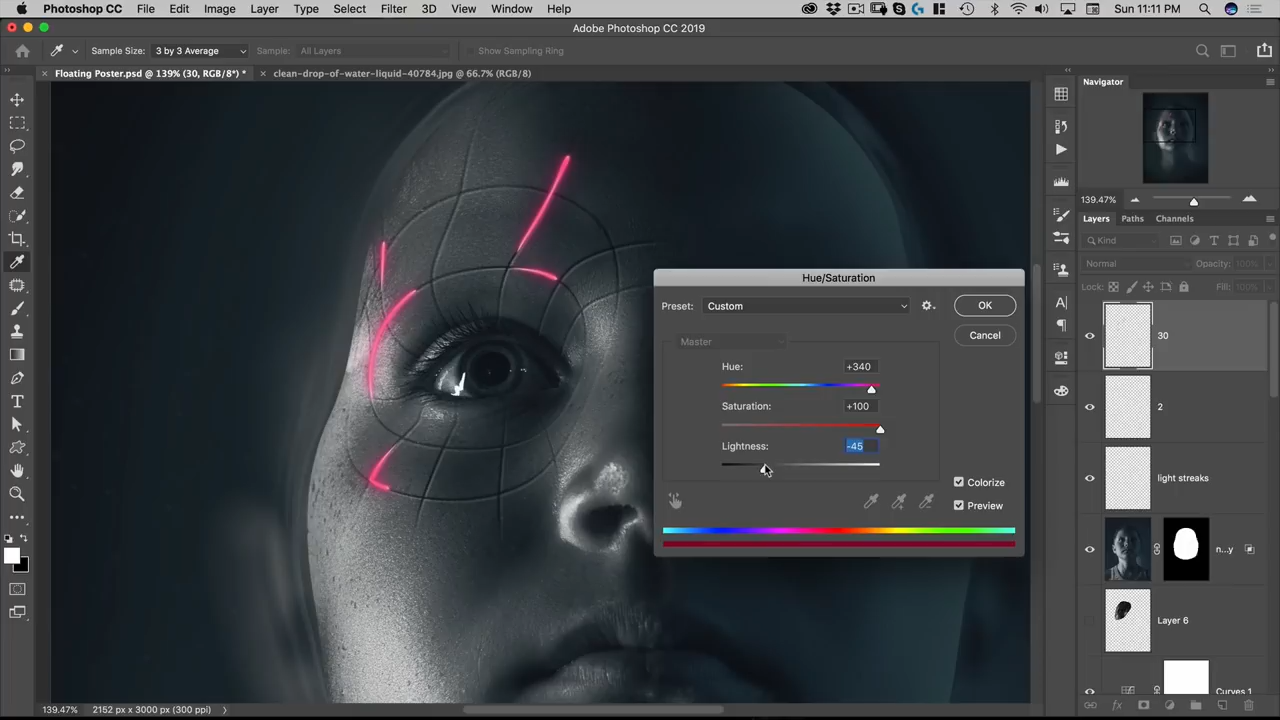 Photoshop CC File Edit Image Layer Type Select Filter 3D View Window Help Sun 11:11 PM
Adobe Photoshop CC 2019
Sample Size: 3 by 3 Average Sample: All Layers Show Sampling Ring
Floating Poster.psd @ 139% (30, RGB/8*) * clean-drop-of-water-liquid-40784.jpg @ 66.7% (RGB/8)
Navigator
139.47%
Layers Paths Channels
Kind
Normal Opacity: 100%
Lock: Fill: 100%
30
2
light streaks
n...y
Layer 6
Curves 1
Hue/Saturation
Preset: Custom
OK
Cancel
Master
Hue: +340
Saturation: +100
Lightness: -45
Colorize
Preview
139.47% 2152 px x 3000 px (300 ppi)